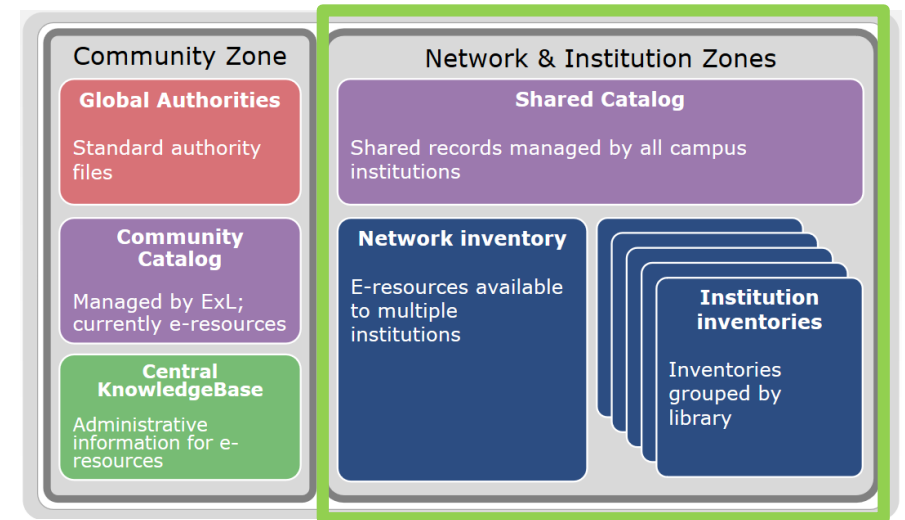 Community Zone
Global Authorities
Standard authority
files
Community
Catalog
Managed by ExL;
currently e-resources
Central
KnowledgeBase
Administrative
information for e-
resources
Network & Institution Zones
Shared Catalog
Shared records managed by all campus
institutions
Network inventory
E-resources available
to multiple
institutions
Institution
inventories
Inventories
grouped by
library